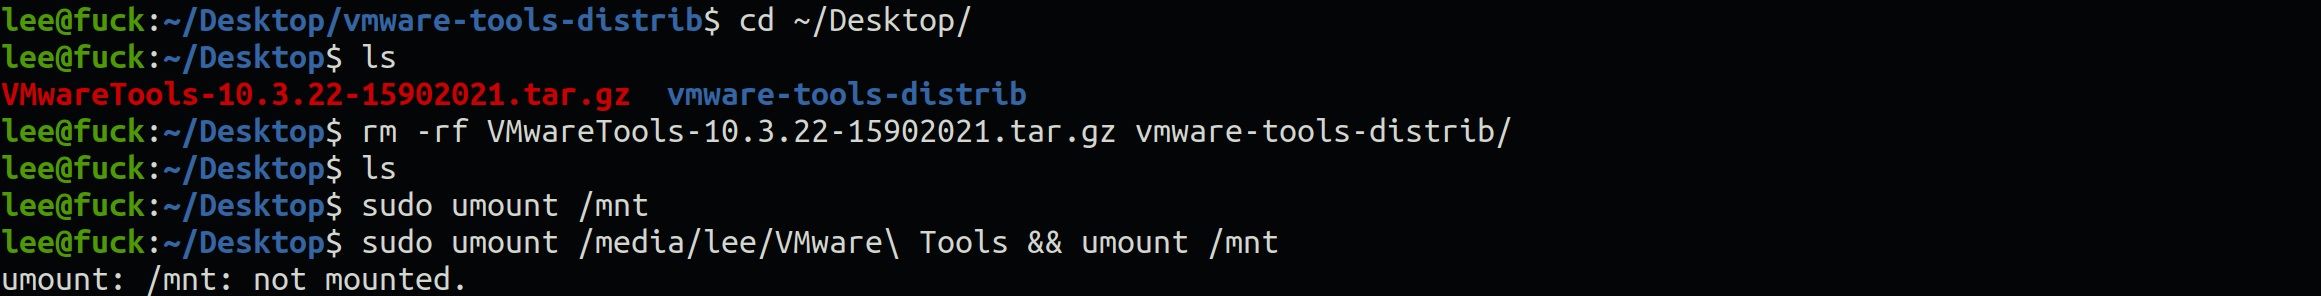 lee@fuck:~/Desktop/vmware-tools-distrib$ cd ~/Desktop/
lee@fuck:~/Desktop$ ls
VMwareTools-10.3.22-15902021.tar.gz  vmware-tools-distrib
lee@fuck:~/Desktop$ rm -rf VMwareTools-10.3.22-15902021.tar.gz vmware-tools-distrib/
lee@fuck:~/Desktop$ ls
lee@fuck:~/Desktop$ sudo umount /mnt
lee@fuck:~/Desktop$ sudo umount /media/lee/VMware\ Tools && umount /mnt
umount: /mnt: not mounted.